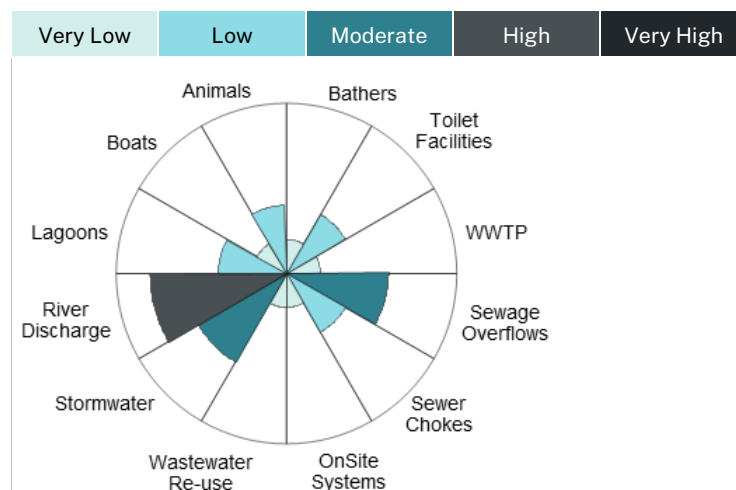 Very Low Low Moderate High Very High
Animals
Bathers
Toilet
Facilities
Boats
Lagoons
WWTP
River
Discharge
Sewage
Overflows
Stormwater
Sewer
Chokes
Wastewater
Re-use
OnSite
Systems